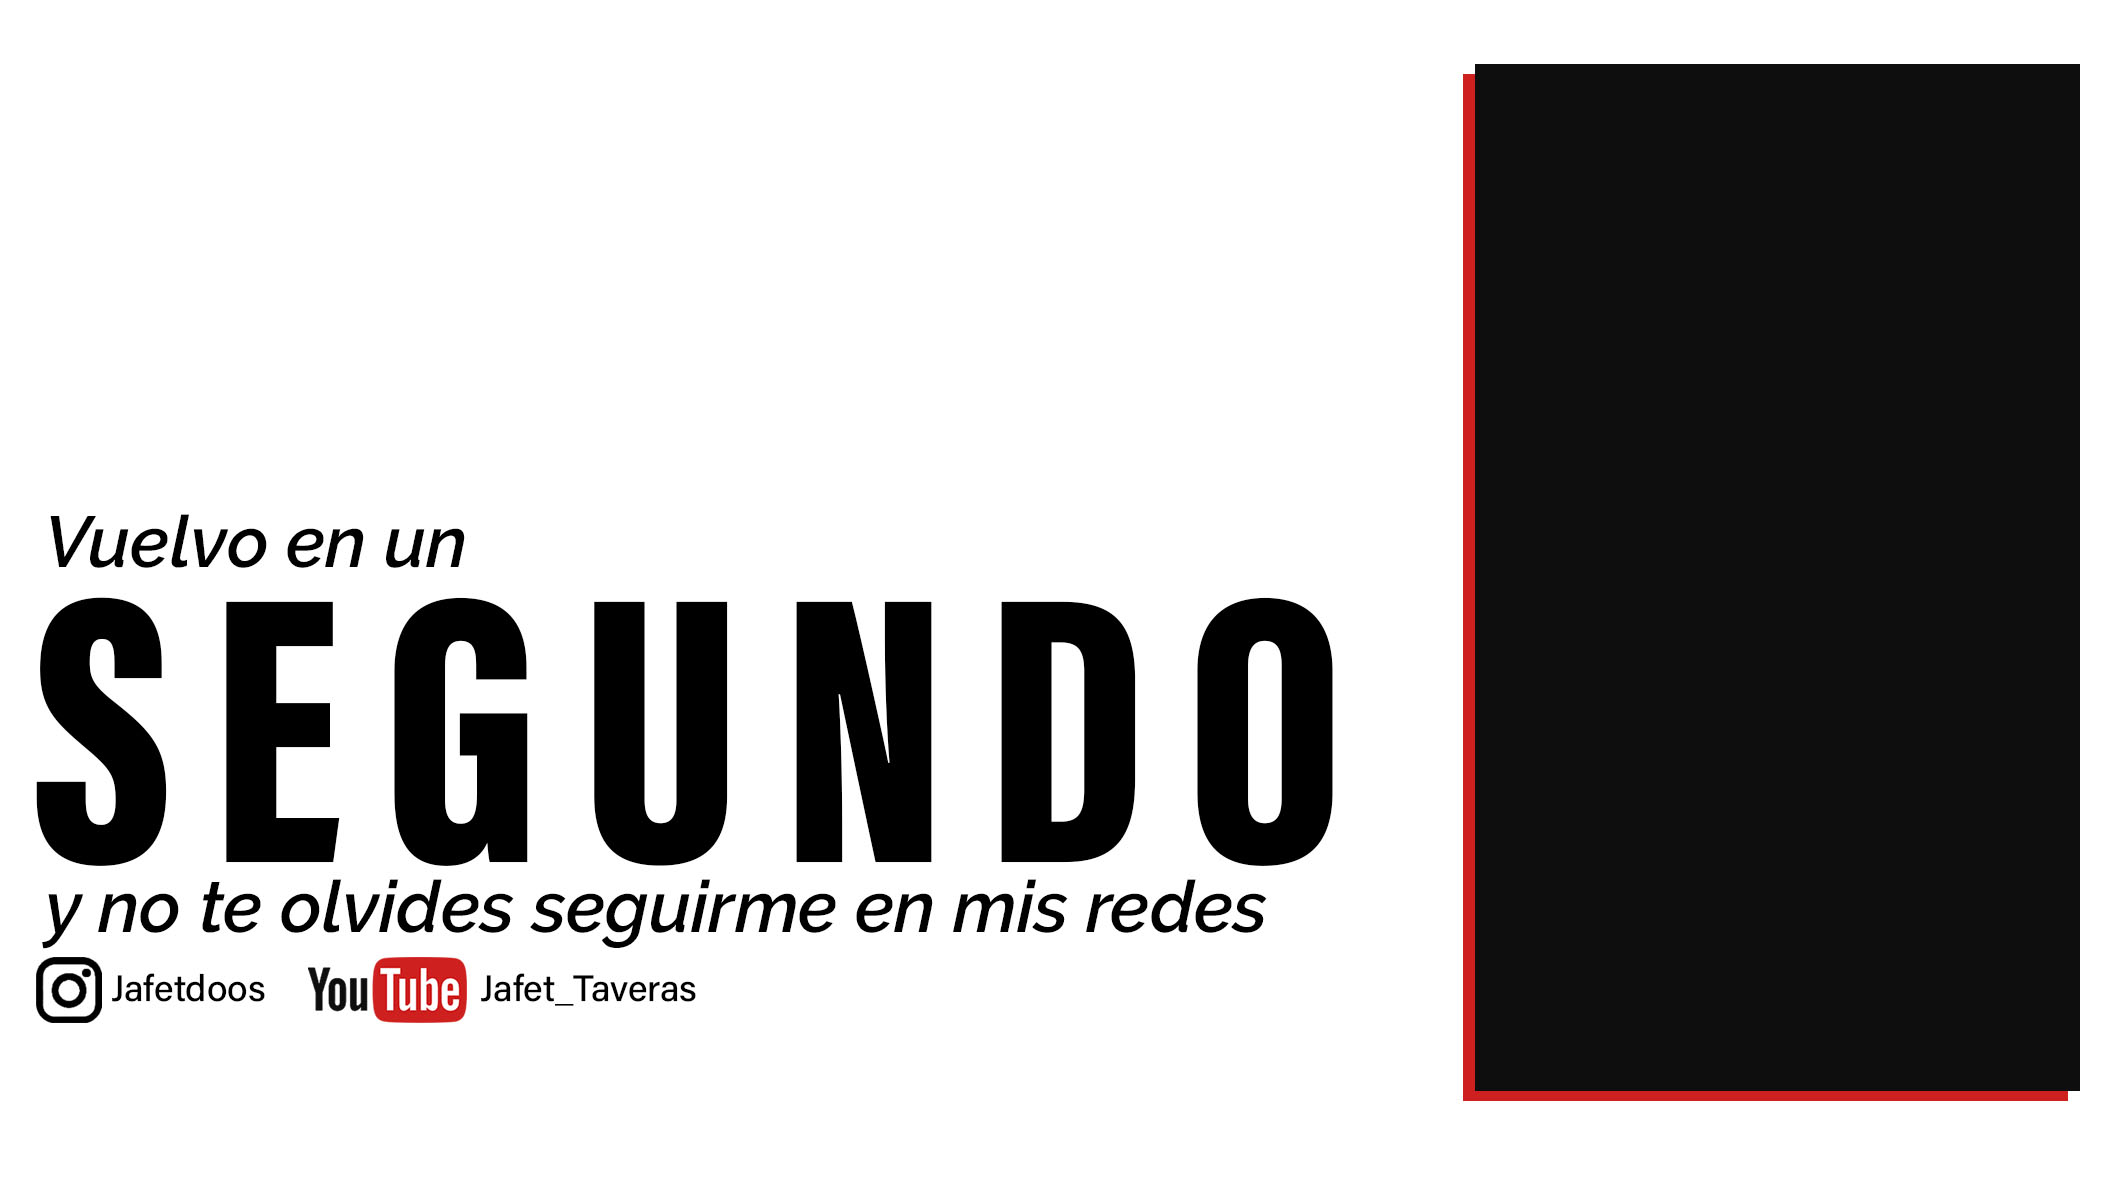 Vuelvo en un
SEGUNDO
y no te olvides seguirme en mis redes
Jafetdoos YouTube Jafet_Taveras